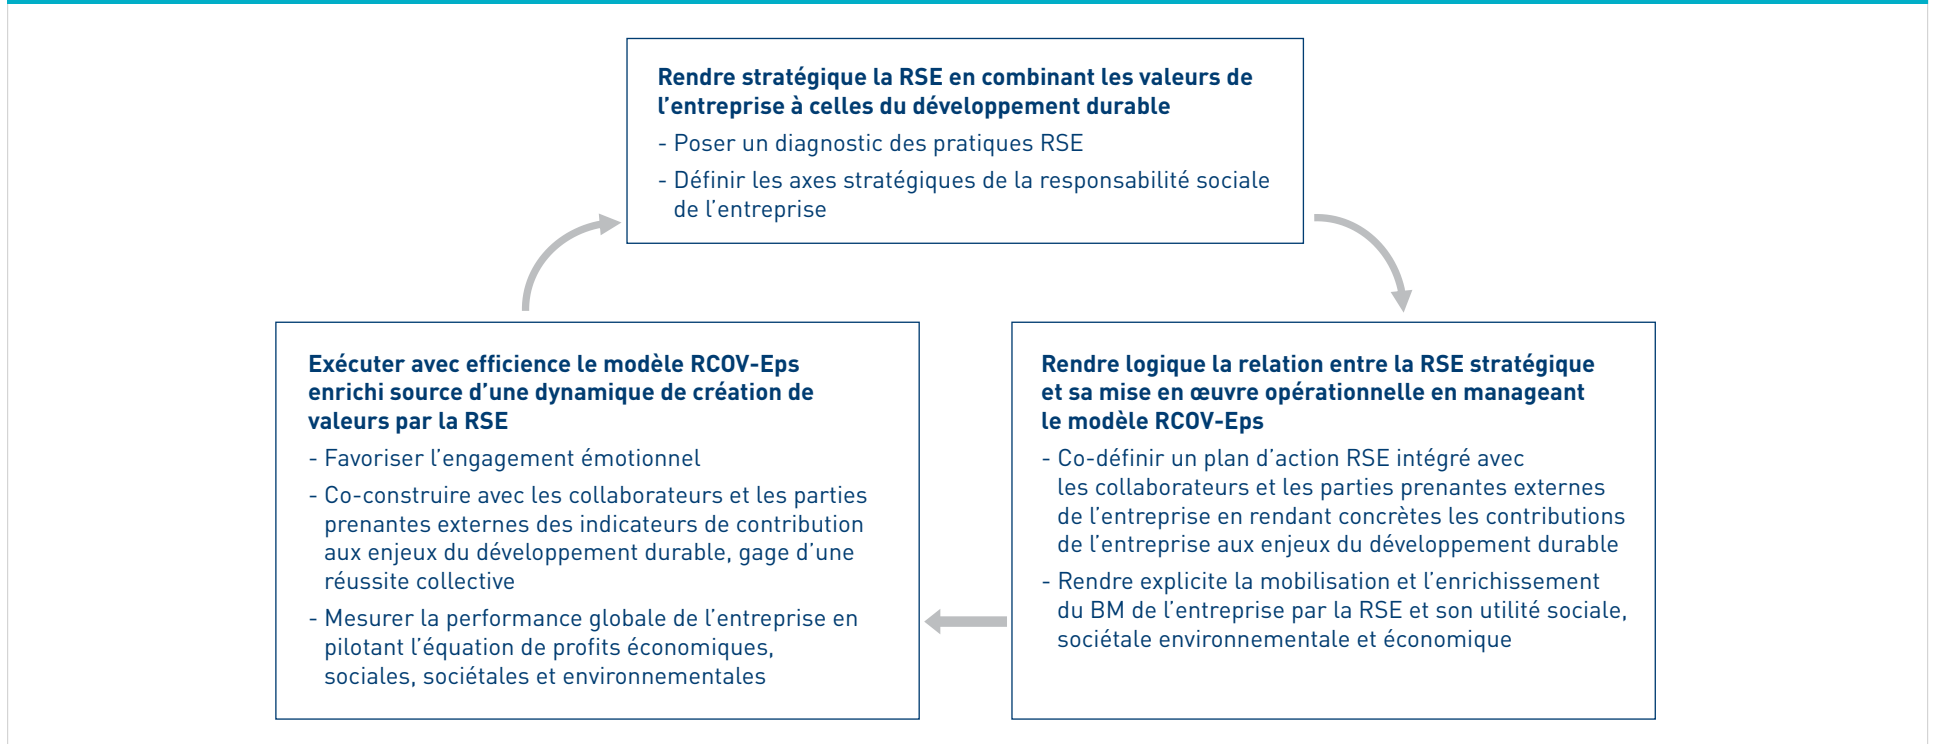 Rendre stratégique la RSE en combinant les valeurs de
l’entreprise à celles du développement durable
- Poser un diagnostic des pratiques RSE
- Définir les axes stratégiques de la responsabilité sociale
de l’entreprise
Exécuter avec efficience le modèle RCOV-Eps
enrichi source d’une dynamique de création de
valeurs par la RSE
- Favoriser l’engagement émotionnel
- Co-construire avec les collaborateurs et les parties
prenantes externes des indicateurs de contribution
aux enjeux du développement durable, gage d’une
réussite collective
- Mesurer la performance globale de l’entreprise en
pilotant l’équation de profits économiques,
sociales, sociétales et environnementales
Rendre logique la relation entre la RSE stratégique
et sa mise en œuvre opérationnelle en manageant
le modèle RCOV-Eps
- Co-définir un plan d’action RSE intégré avec
les collaborateurs et les parties prenantes externes
de l’entreprise en rendant concrètes les contributions
de l’entreprise aux enjeux du développement durable
- Rendre explicite la mobilisation et l’enrichissement
du BM de l’entreprise par la RSE et son utilité sociale,
sociétale environnementale et économique